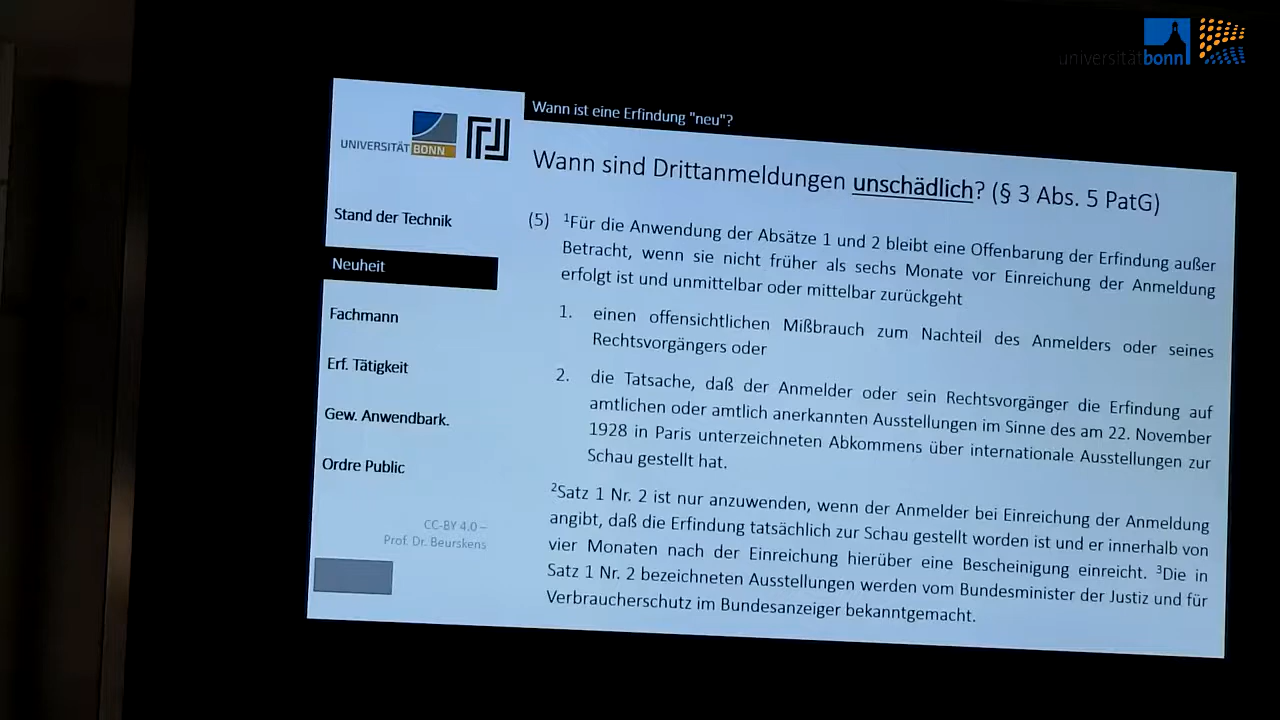 universitätbonn
Wann ist eine Erfindung "neu"?
UNIVERSITÄT BONN
Wann sind Drittanmeldungen unschädlich? (§ 3 Abs. 5 PatG)
Stand der Technik
Neuheit
Fachmann
Erf. Tätigkeit
Gew. Anwendbark.
Ordre Public
CC-BY 4.0 –
Prof. Dr. Beurskens
(5) ¹Für die Anwendung der Absätze 1 und 2 bleibt eine Offenbarung der Erfindung außer
Betracht, wenn sie nicht früher als sechs Monate vor Einreichung der Anmeldung
erfolgt ist und unmittelbar oder mittelbar zurückgeht
1. einen offensichtlichen Mißbrauch zum Nachteil des Anmelders oder seines
Rechtsvorgängers oder
2. die Tatsache, daß der Anmelder oder sein Rechtsvorgänger die Erfindung auf
amtlichen oder amtlich anerkannten Ausstellungen im Sinne des am 22. November
1928 in Paris unterzeichneten Abkommens über internationale Ausstellungen zur
Schau gestellt hat.
²Satz 1 Nr. 2 ist nur anzuwenden, wenn der Anmelder bei Einreichung der Anmeldung
angibt, daß die Erfindung tatsächlich zur Schau gestellt worden ist und er innerhalb von
vier Monaten nach der Einreichung hierüber eine Bescheinigung einreicht. ³Die in
Satz 1 Nr. 2 bezeichneten Ausstellungen werden vom Bundesminister der Justiz und für
Verbraucherschutz im Bundesanzeiger bekanntgemacht.